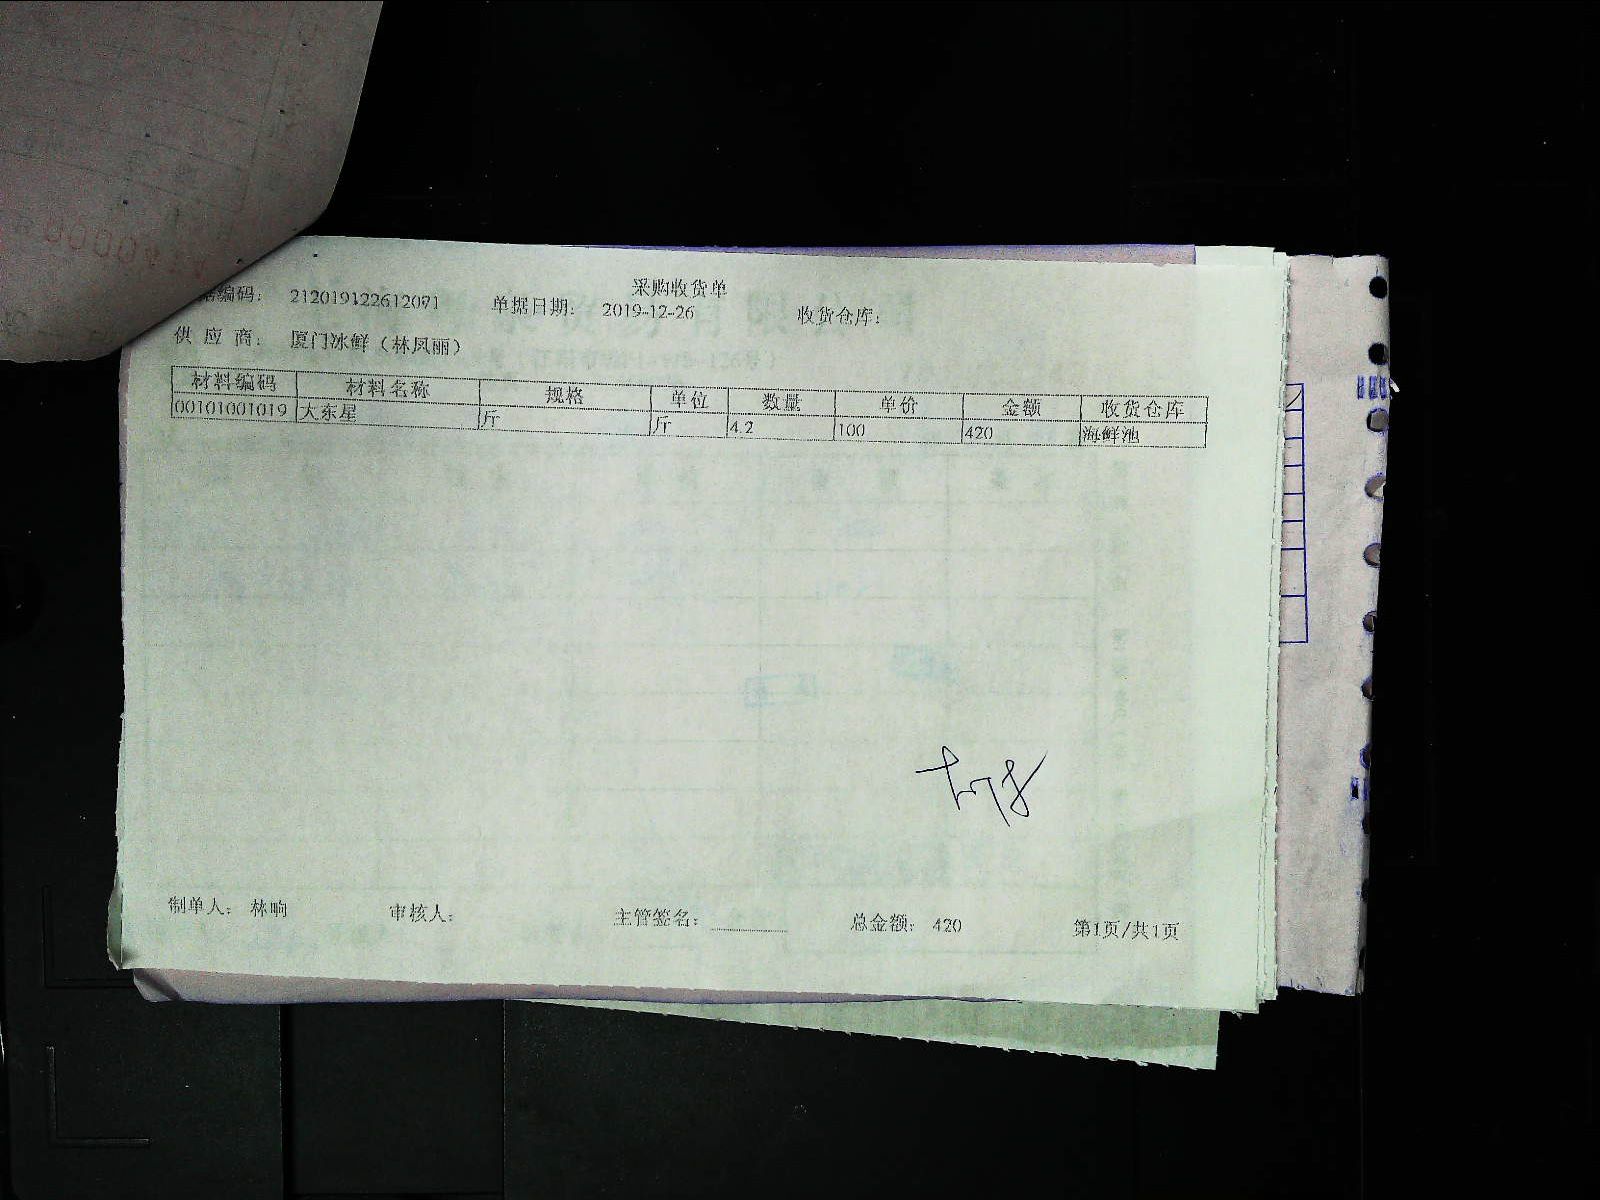 采购收货单
编码： 212019122612091 单据日期： 2019-12-26 收货仓库：
供 应 商： 厦门冰鲜（林凤丽）
材料编码 材料名称 规格 单位 数量 单价 金额 收货仓库
00101001019 大东星 斤 斤 4.2 100 420 海鲜池
制单人： 林响 审核人： 主管签名： 总金额： 420 第1页/共1页